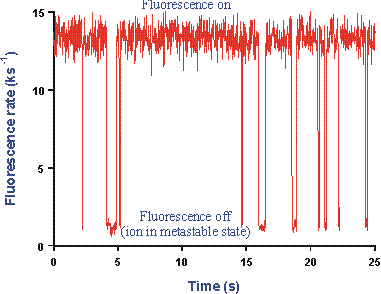 Fluorescence on
15
10
5
0
Fluorescence rate (ks⁻¹)
Fluorescence off
(ion in metastable state)
0 5 10 15 20 25
Time (s)